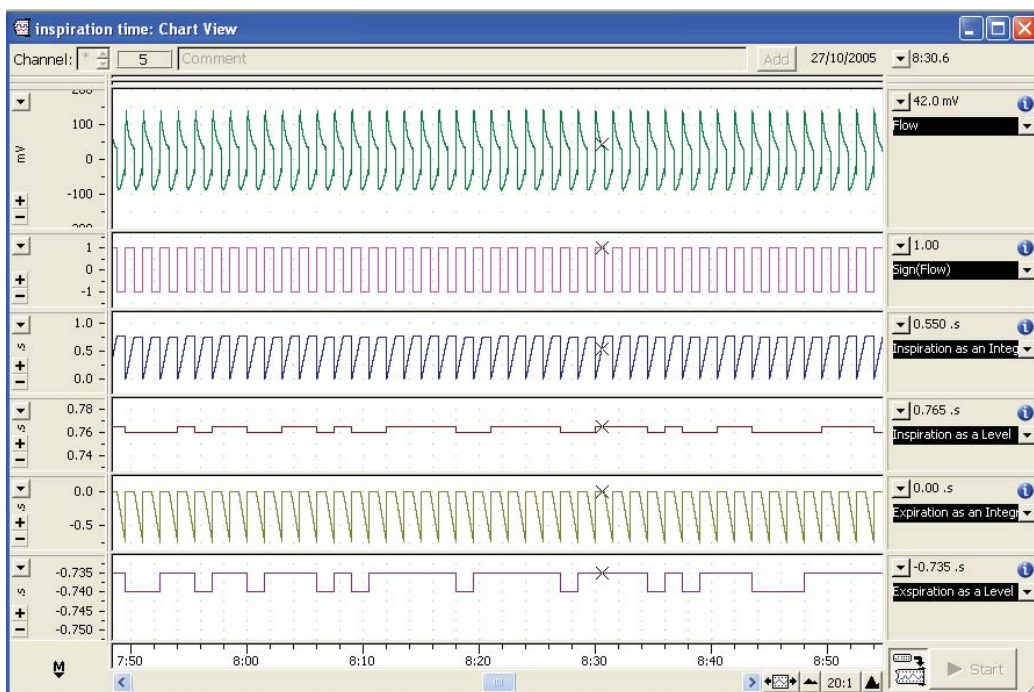 inspiration time: Chart View
Channel: * 5 Comment Add 27/10/2005 8:30.6
200
100
0
-100
-200
mV
42.0 mV
Flow
1
0
-1
1.00
Sign(Flow)
1.0
0.5
0.0
s
0.550 .s
Inspiration as an Integ
0.78
0.76
0.74
s
0.765 .s
Inspiration as a Level
0.0
-0.5
s
0.00 .s
Expiration as an Integr
-0.735
-0.740
-0.745
-0.750
s
-0.735 .s
Exspiration as a Level
M
7:50 8:00 8:10 8:20 8:30 8:40 8:50
20:1
Start